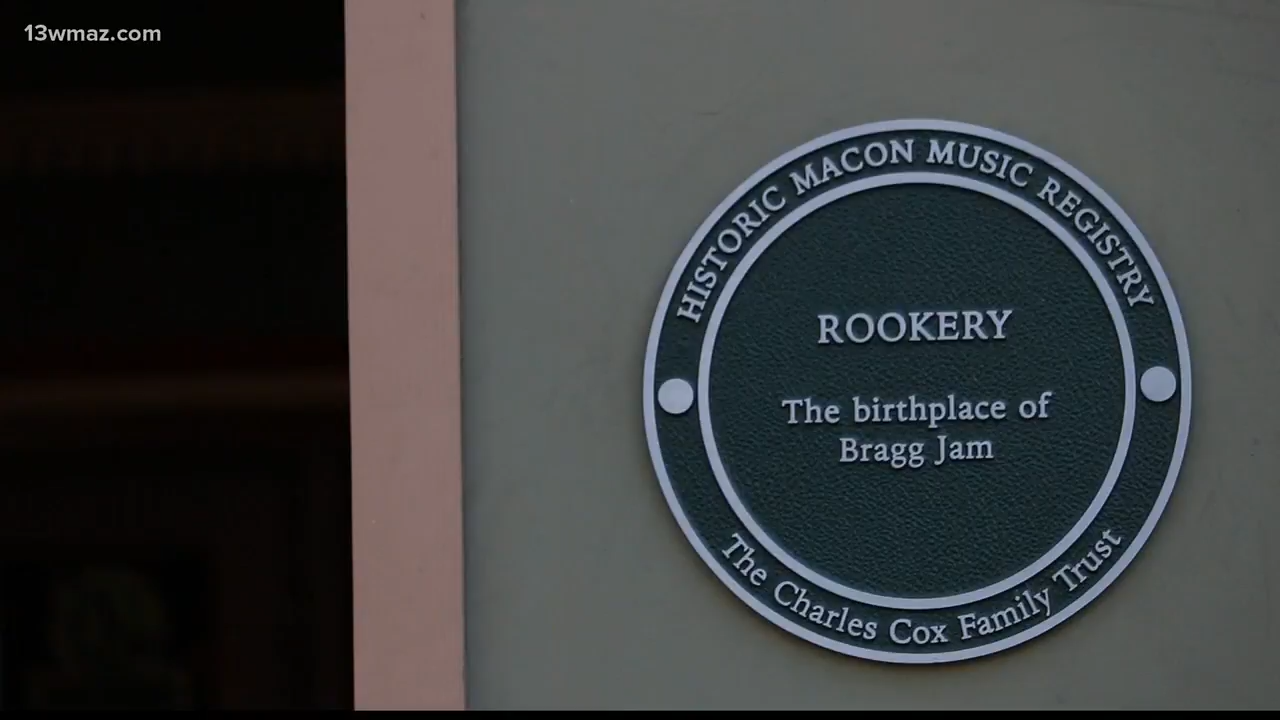 13wmaz.com
HISTORIC MACON MUSIC REGISTRY
ROOKERY
The birthplace of
Bragg Jam
The Charles Cox Family Trust